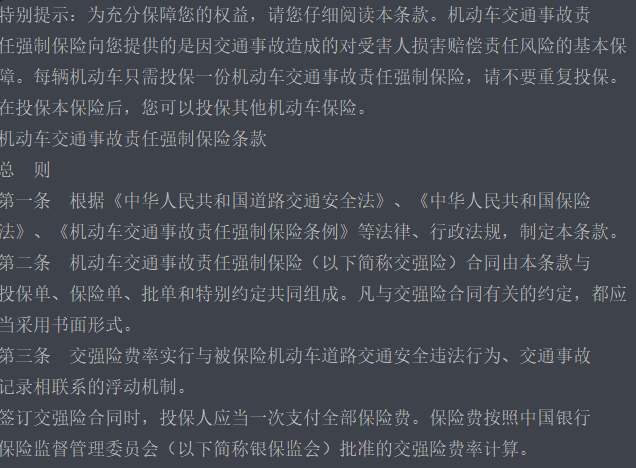 特别提示：为充分保障您的权益，请您仔细阅读本条款。机动车交通事故责
任强制保险向您提供的是因交通事故造成的对受害人损害赔偿责任风险的基本保
障。每辆机动车只需投保一份机动车交通事故责任强制保险，请不要重复投保。
在投保本保险后，您可以投保其他机动车保险。
机动车交通事故责任强制保险条款
总　则
第一条　根据《中华人民共和国道路交通安全法》、《中华人民共和国保险
法》、《机动车交通事故责任强制保险条例》等法律、行政法规，制定本条款。
第二条　机动车交通事故责任强制保险（以下简称交强险）合同由本条款与
投保单、保险单、批单和特别约定共同组成。凡与交强险合同有关的约定，都应
当采用书面形式。
第三条　交强险费率实行与被保险机动车道路交通安全违法行为、交通事故
记录相联系的浮动机制。
签订交强险合同时，投保人应当一次支付全部保险费。保险费按照中国银行
保险监督管理委员会（以下简称银保监会）批准的交强险费率计算。